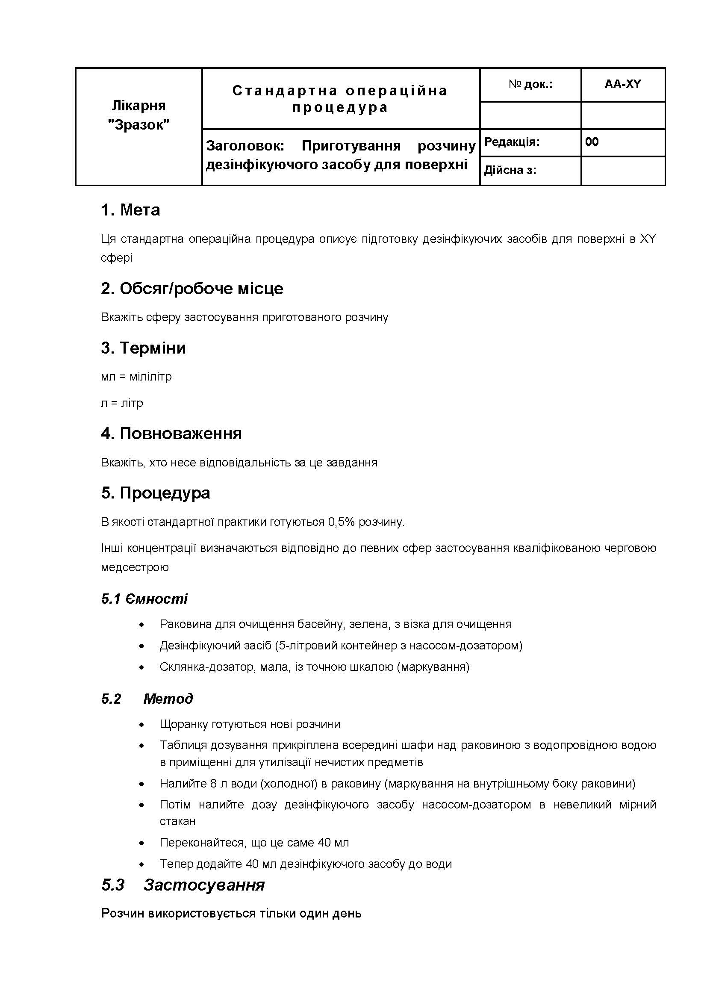 Лікарня
"Зразок"
Стандартна операційна
процедура
№ док.:
AA-XY
Заголовок: Приготування розчину
дезінфікуючого засобу для поверхні
Редакція:
00
Дійсна з:
1. Мета
Ця стандартна операційна процедура описує підготовку дезінфікуючих засобів для поверхні в XY
сфері
2. Обсяг/робоче місце
Вкажіть сферу застосування приготованого розчину
3. Терміни
мл = мілілітр
л = літр
4. Повноваження
Вкажіть, хто несе відповідальність за це завдання
5. Процедура
В якості стандартної практики готуються 0,5% розчину.
Інші концентрації визначаються відповідно до певних сфер застосування кваліфікованою черговою
медсестрою
5.1 Ємності
• Раковина для очищення басейну, зелена, з візка для очищення
• Дезінфікуючий засіб (5-літровий контейнер з насосом-дозатором)
• Склянка-дозатор, мала, із точною шкалою (маркування)
5.2 Метод
• Щоранку готуються нові розчини
• Таблиця дозування прикріплена всередині шафи над раковиною з водопровідною водою
в приміщенні для утилізації нечистих предметів
• Налийте 8 л води (холодної) в раковину (маркування на внутрішньому боку раковини)
• Потім налийте дозу дезінфікуючого засобу насосом-дозатором в невеликий мірний
стакан
• Переконайтеся, що це саме 40 мл
• Тепер додайте 40 мл дезінфікуючого засобу до води
5.3 Застосування
Розчин використовується тільки один день